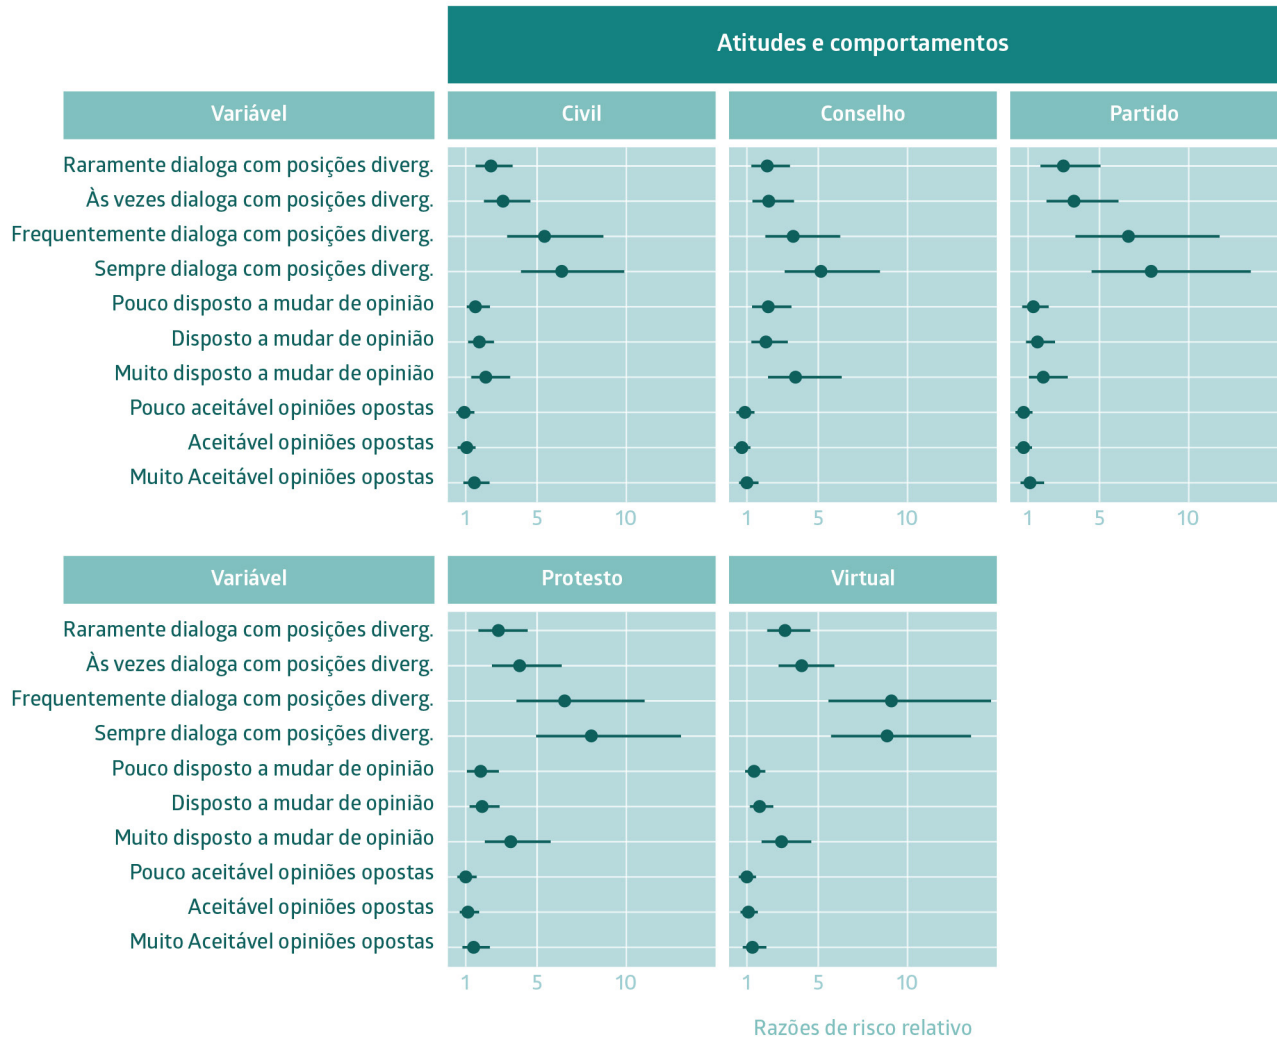 Atitudes e comportamentos
Variável Civil Conselho Partido
Raramente dialoga com posições diverg.
Às vezes dialoga com posições diverg.
Frequentemente dialoga com posições diverg.
Sempre dialoga com posições diverg.
Pouco disposto a mudar de opinião
Disposto a mudar de opinião
Muito disposto a mudar de opinião
Pouco aceitável opiniões opostas
Aceitável opiniões opostas
Muito Aceitável opiniões opostas
1 5 10 1 5 10 1 5 10
Variável Protesto Virtual
Raramente dialoga com posições diverg.
Às vezes dialoga com posições diverg.
Frequentemente dialoga com posições diverg.
Sempre dialoga com posições diverg.
Pouco disposto a mudar de opinião
Disposto a mudar de opinião
Muito disposto a mudar de opinião
Pouco aceitável opiniões opostas
Aceitável opiniões opostas
Muito Aceitável opiniões opostas
1 5 10 1 5 10
Razões de risco relativo